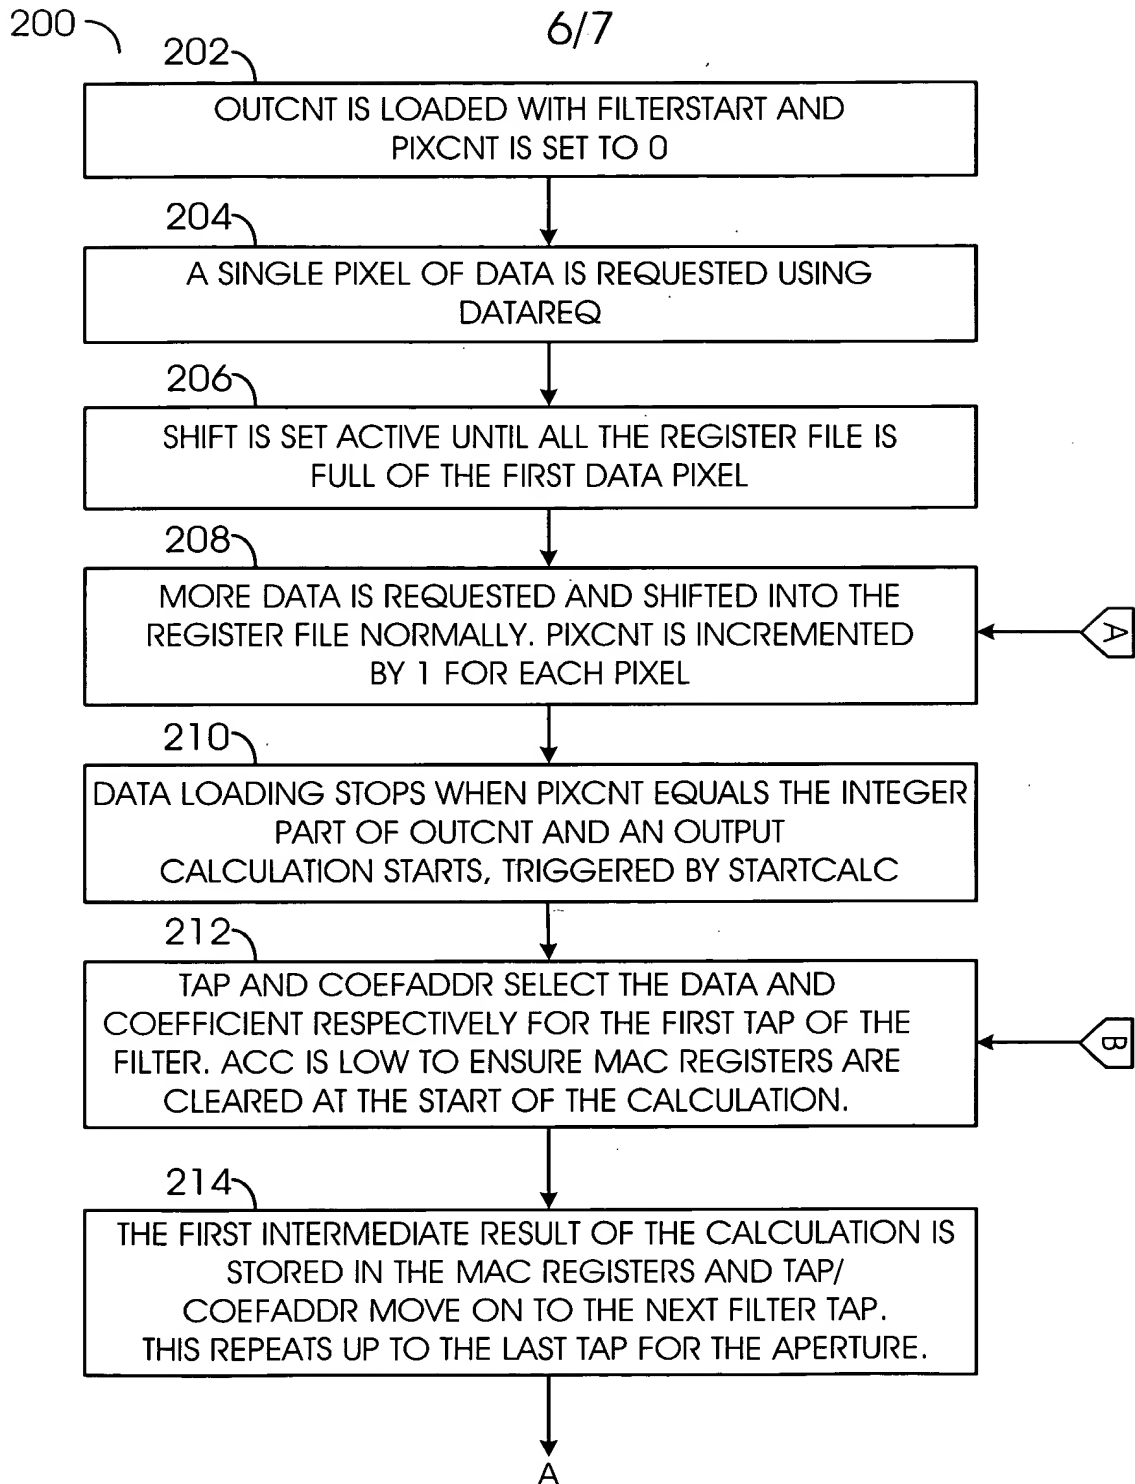 200
6/7
202
OUTCNT IS LOADED WITH FILTERSTART AND
PIXCNT IS SET TO 0
204
A SINGLE PIXEL OF DATA IS REQUESTED USING
DATAREQ
206
SHIFT IS SET ACTIVE UNTIL ALL THE REGISTER FILE IS
FULL OF THE FIRST DATA PIXEL
208
MORE DATA IS REQUESTED AND SHIFTED INTO THE
REGISTER FILE NORMALLY. PIXCNT IS INCREMENTED
BY 1 FOR EACH PIXEL
A
210
DATA LOADING STOPS WHEN PIXCNT EQUALS THE INTEGER
PART OF OUTCNT AND AN OUTPUT
CALCULATION STARTS, TRIGGERED BY STARTCALC
212
TAP AND COEFADDR SELECT THE DATA AND
COEFFICIENT RESPECTIVELY FOR THE FIRST TAP OF THE
FILTER. ACC IS LOW TO ENSURE MAC REGISTERS ARE
CLEARED AT THE START OF THE CALCULATION.
B
214
THE FIRST INTERMEDIATE RESULT OF THE CALCULATION IS
STORED IN THE MAC REGISTERS AND TAP/
COEFADDR MOVE ON TO THE NEXT FILTER TAP.
THIS REPEATS UP TO THE LAST TAP FOR THE APERTURE.
A